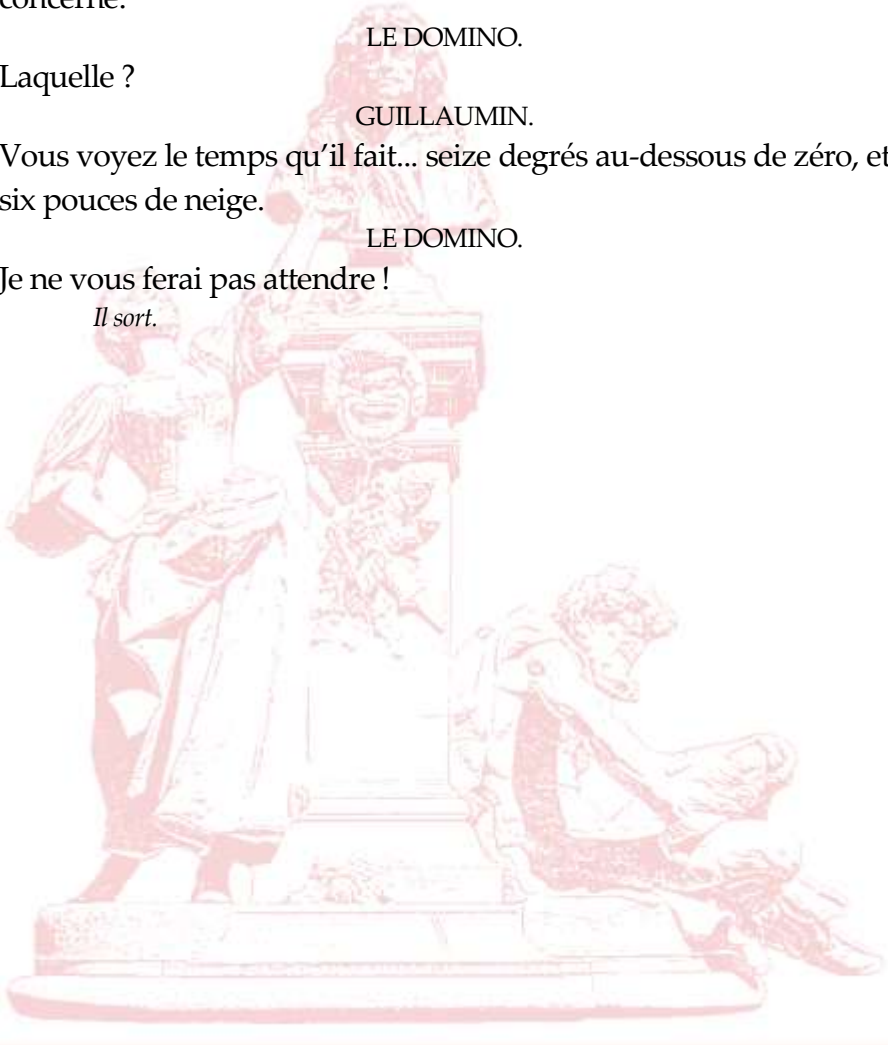 concerne.
LE DOMINO.
Laquelle ?
GUILLAUMIN.
Vous voyez le temps qu’il fait... seize degrés au-dessous de zéro, et
six pouces de neige.
LE DOMINO.
Je ne vous ferai pas attendre !
Il sort.